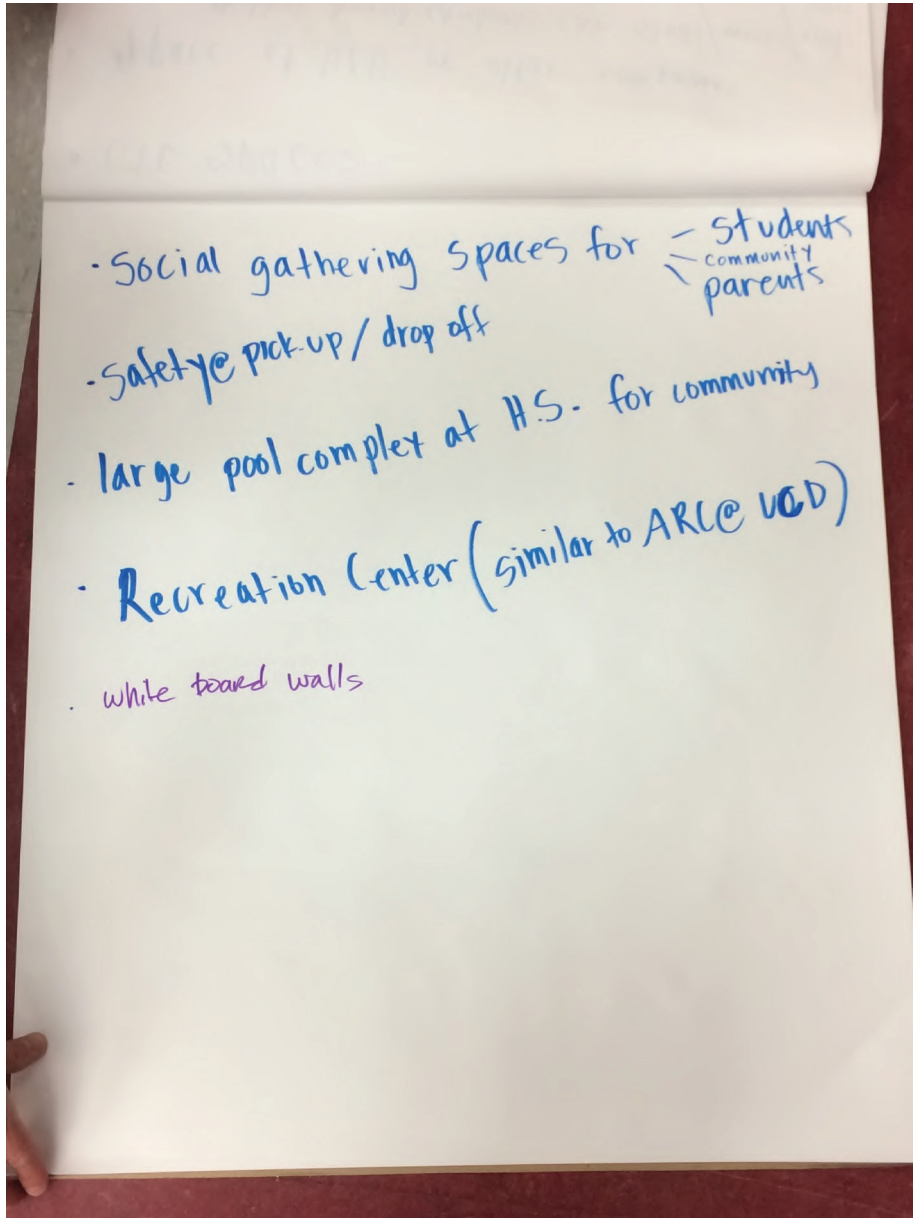 · Social gathering spaces for – students
– community
\ parents
· Safety@ pick-up / drop off
· large pool complex at H.S. for community
· Recreation Center (similar to ARC@ UCD)
· white board walls